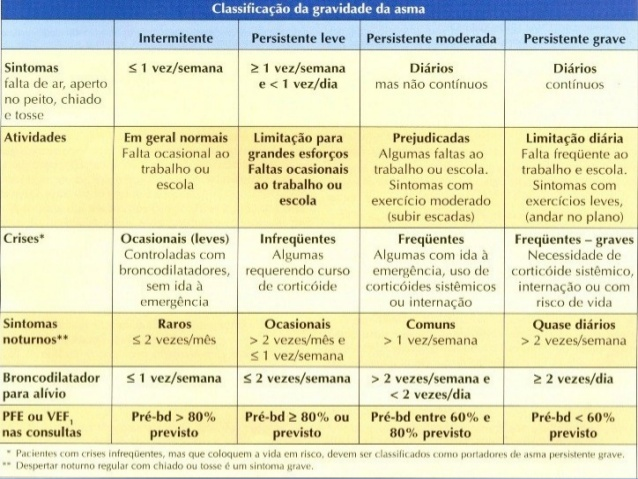 Classificação da gravidade da asma
Intermitente
Persistente leve
Persistente moderada
Persistente grave
Sintomas
falta de ar, aperto
no peito, chiado
e tosse
≤ 1 vez/semana
≥ 1 vez/semana
e < 1 vez/dia
Diários
mas não contínuos
Diários
contínuos
Atividades
Em geral normais
Falta ocasional ao
trabalho ou
escola
Limitação para
grandes esforços
Faltas ocasionais
ao trabalho ou
escola
Prejudicadas
Algumas faltas ao
trabalho ou escola.
Sintomas com
exercício moderado
(subir escadas)
Limitação diária
Falta freqüente ao
trabalho e escola.
Sintomas com
exercícios leves,
(andar no plano)
Crises*
Ocasionais (leves)
Controladas com
broncodilatadores,
sem ida à
emergência
Infreqüentes
Algumas
requerendo curso
de corticóide
Freqüentes
Algumas com ida à
emergência, uso de
corticóides sistêmicos
ou internação
Freqüentes – graves
Necessidade de
corticóide sistêmico,
internação ou com
risco de vida
Sintomas
noturnos**
Raros
≤ 2 vezes/mês
Ocasionais
> 2 vezes/mês e
≤ 1 vez/semana
Comuns
> 1 vez/semana
Quase diários
> 2 vezes/semana
Broncodilatador
para alívio
≤ 1 vez/semana
≤ 2 vezes/semana
> 2 vezes/semana e
< 2 vezes/dia
≥ 2 vezes/dia
PFE ou VEF1
nas consultas
Pré-bd > 80%
previsto
Pré-bd ≥ 80% ou
previsto
Pré-bd entre 60% e
80% previsto
Pré-bd < 60%
previsto
* Pacientes com crises infreqüentes, mas que coloquem a vida em risco, devem ser classificados como portadores de asma persistente grave.
** Despertar noturno regular com chiado ou tosse é um sintoma grave.